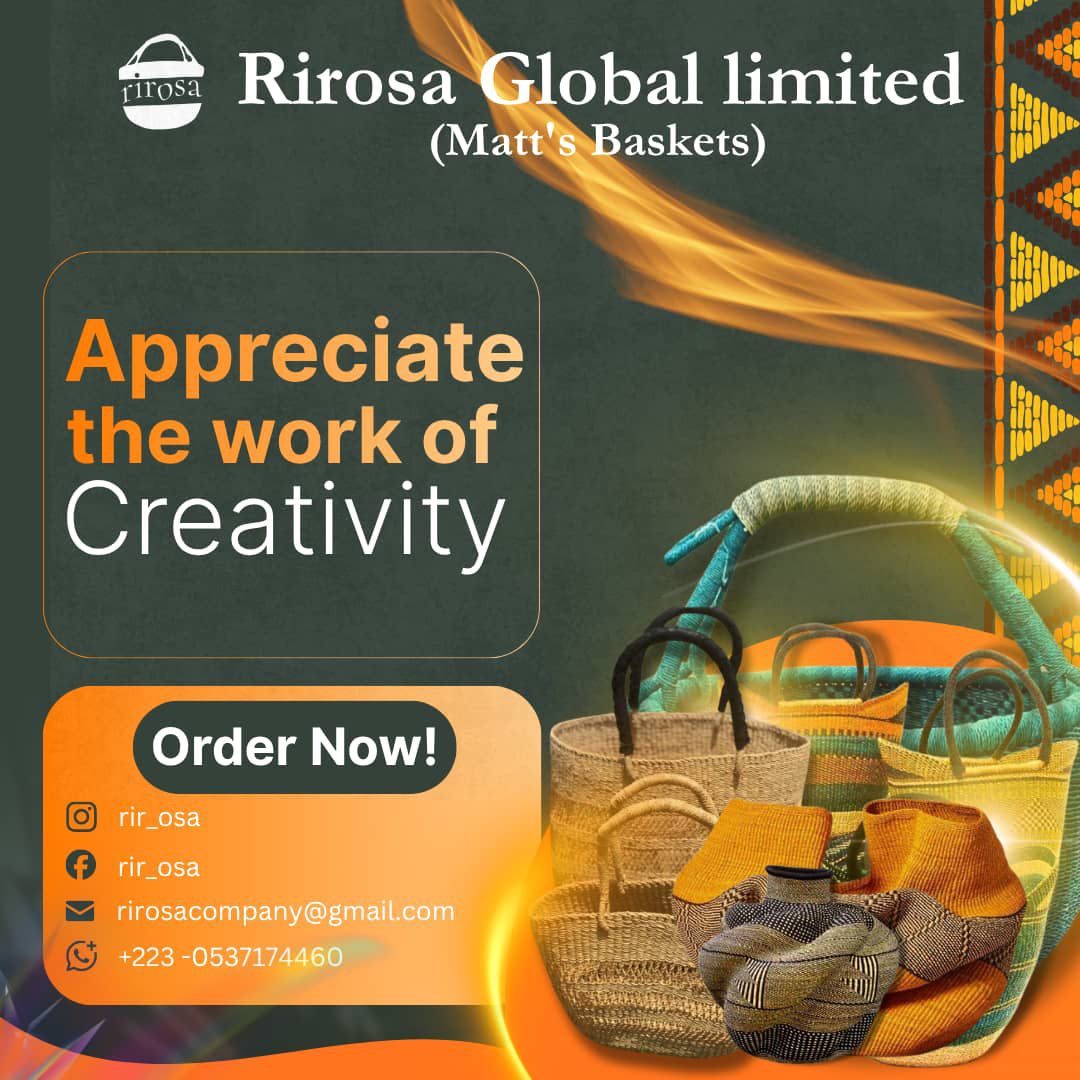 rirosa
Rirosa Global limited
(Matt's Baskets)
Appreciate
the work of
Creativity
Order Now!
rir_osa
rir_osa
rirosacompany@gmail.com
+223 -0537174460